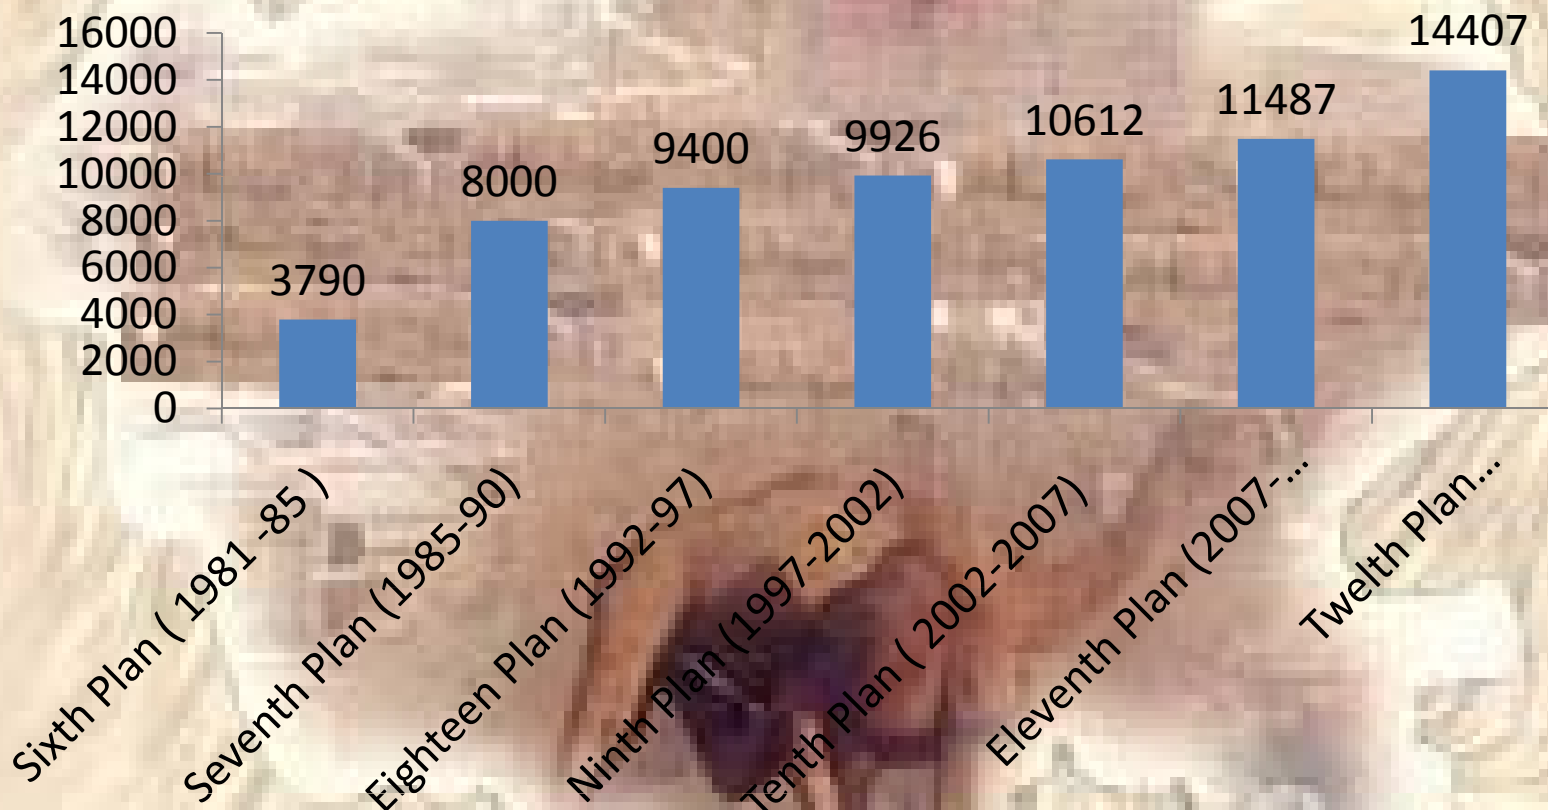 16000
14000
12000
10000
8000
6000
4000
2000
0
3790
8000
9400
9926
10612
11487
14407
Sixth Plan ( 1981 -85 )
Seventh Plan (1985-90)
Eighteen Plan (1992-97)
Ninth Plan (1997-2002)
Tenth Plan ( 2002-2007)
Eleventh Plan (2007-...
Twelth Plan...